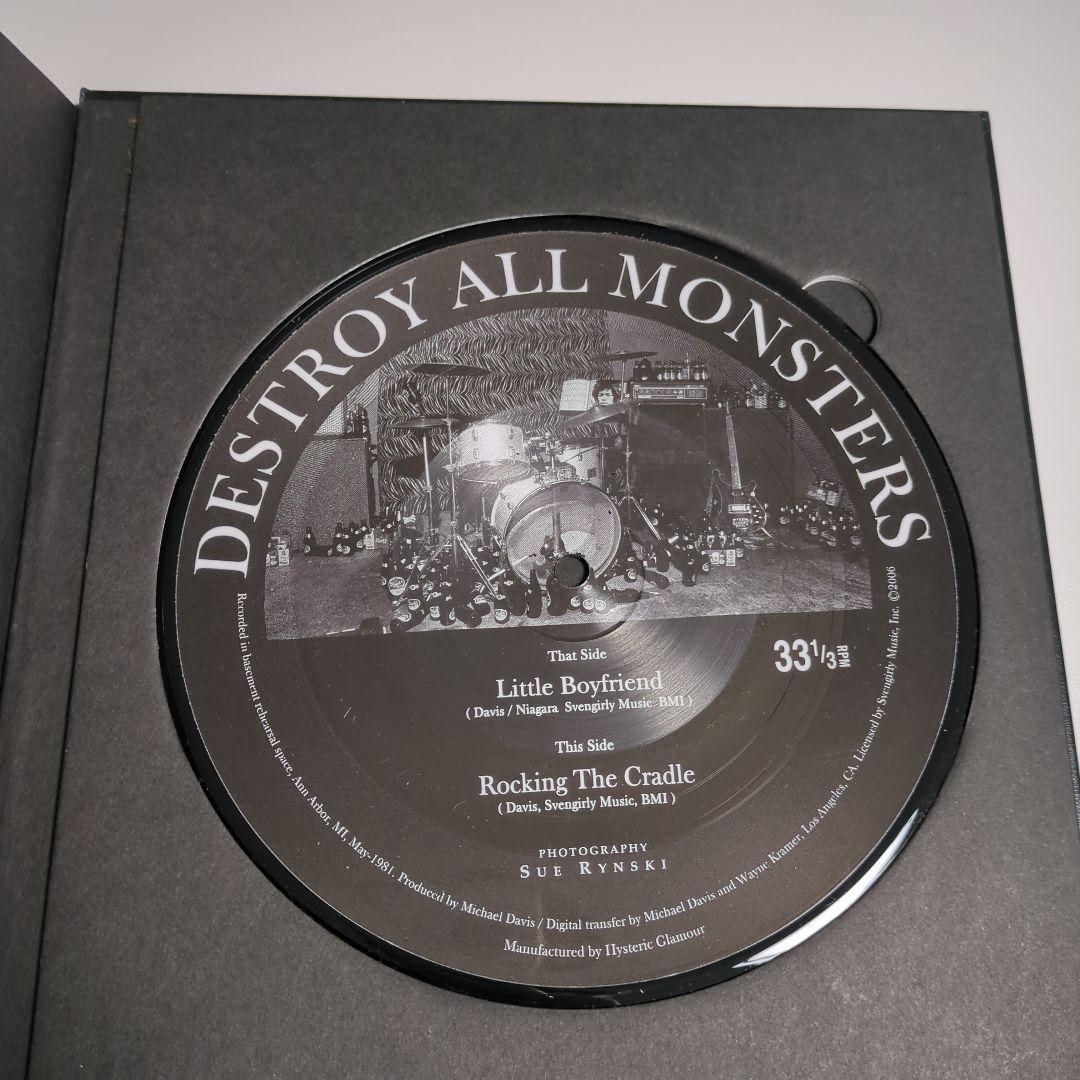 DESTROY ALL MONSTERS
33 1/3 RPM
That Side
Little Boyfriend
( Davis / Niagara Svengirly Music BMI )
This Side
Rocking The Cradle
( Davis, Svengirly Music, BMI )
PHOTOGRAPHY
SUE RYNSKI
Recorded in basement rehearsal space, Ann Arbor, MI, May-1981. Produced by Michael Davis / Digital transfer by Michael Davis and Wayne Kramer, Los Angeles, CA. Licensed by Svengirly Music, Inc. ©2006
Manufactured by Hysteric Glamour